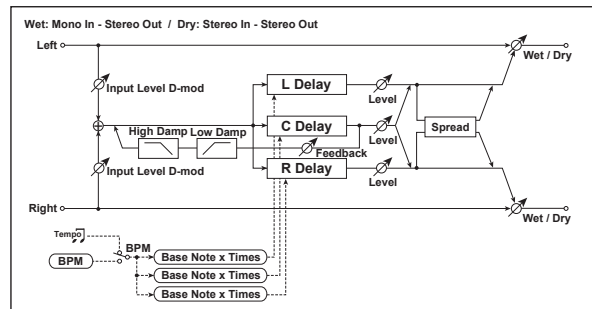 Wet: Mono In - Stereo Out / Dry: Stereo In - Stereo Out
Left
Wet / Dry
Input Level D-mod
L Delay
Level
High Damp
Low Damp
C Delay
Level
Spread
Feedback
Input Level D-mod
R Delay
Level
Right
Wet / Dry
Tempo
BPM
BPM
Base Note x Times
Base Note x Times
Base Note x Times